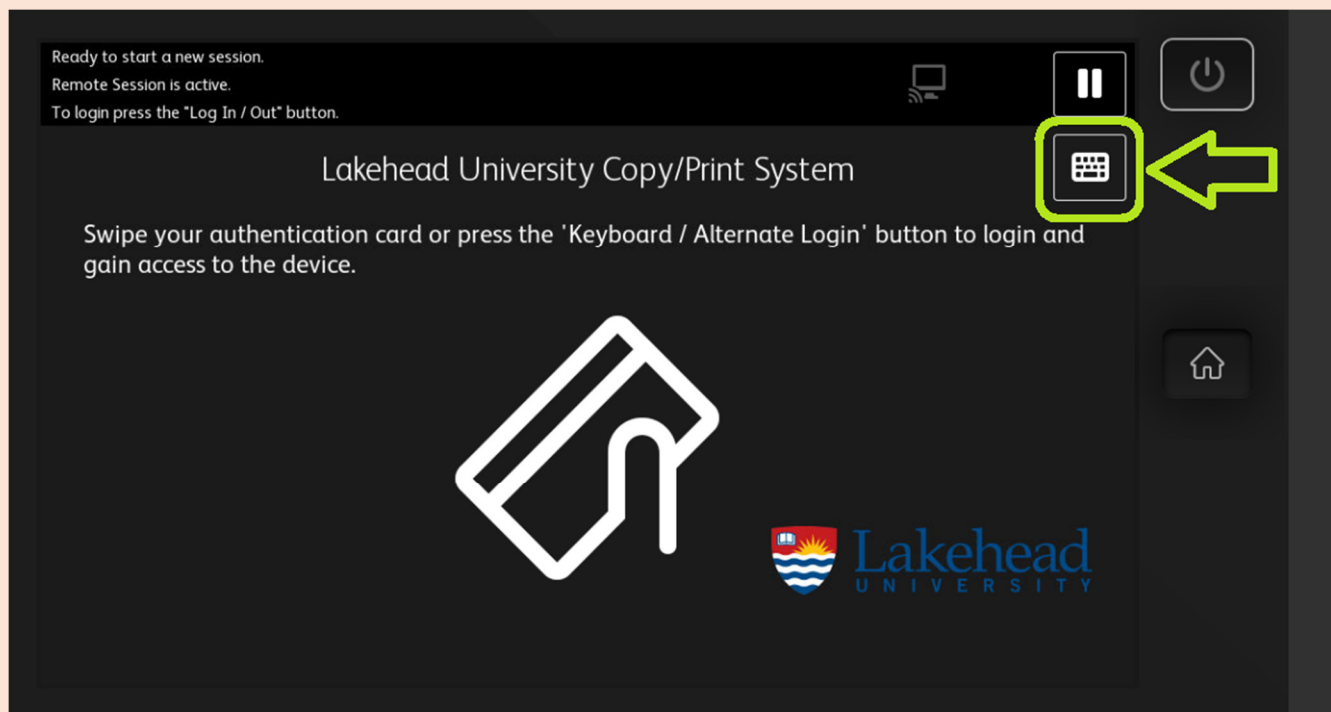 Ready to start a new session.
Remote Session is active.
To login press the "Log In / Out" button.
Lakehead University Copy/Print System
Swipe your authentication card or press the 'Keyboard / Alternate Login' button to login and
gain access to the device.
Lakehead
UNIVERSITY